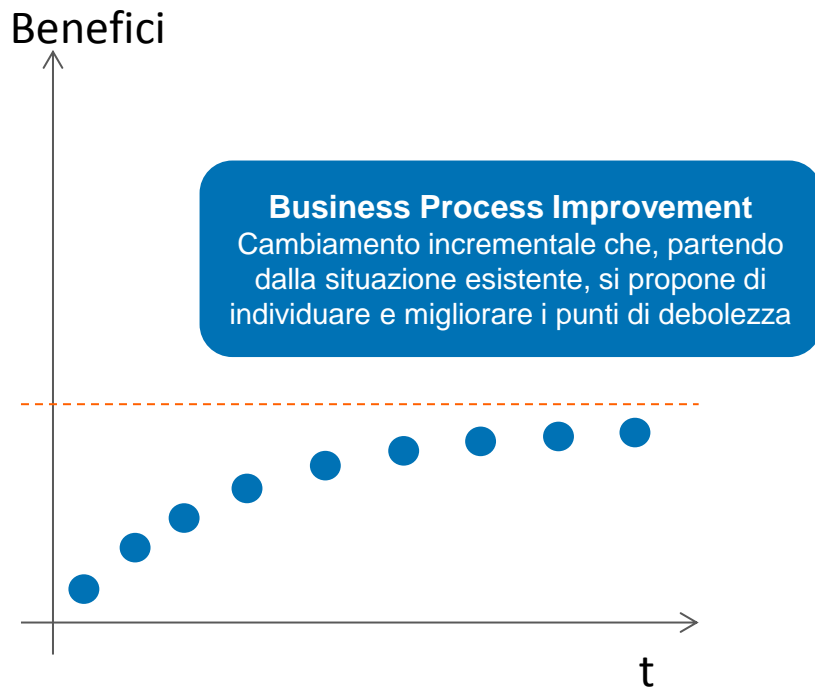 Benefici
Business Process Improvement
Cambiamento incrementale che, partendo
dalla situazione esistente, si propone di
individuare e migliorare i punti di debolezza
t